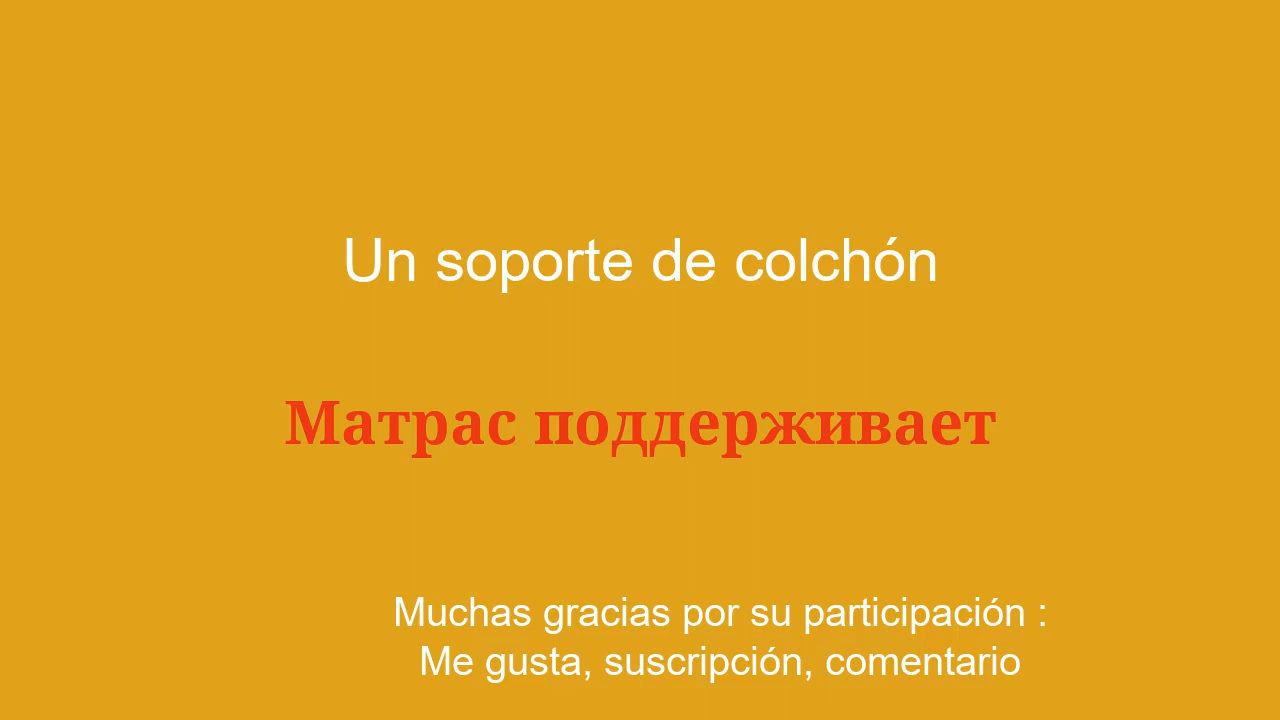 Un soporte de colchón
Матрас поддерживает
Muchas gracias por su participación :
Me gusta, suscripción, comentario